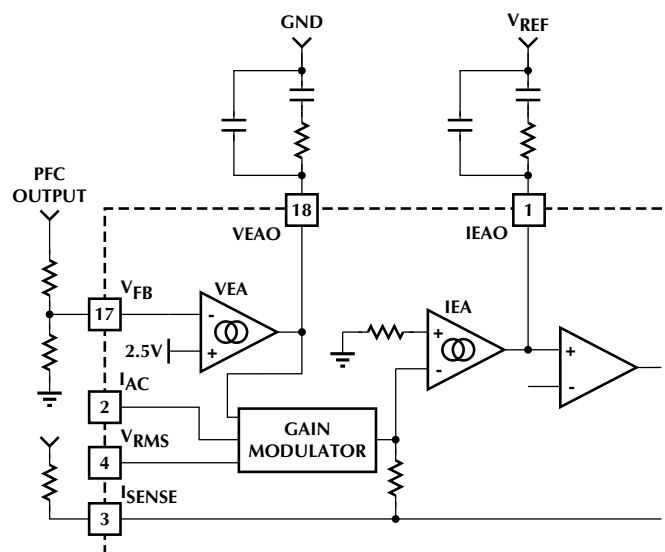 GND
VREF
PFC
OUTPUT
18
1
VEAO
IEAO
VFB
VEA
IEA
17
-
+
2.5V
+
-
+
-
IAC
2
GAIN
MODULATOR
VRMS
4
ISENSE
3